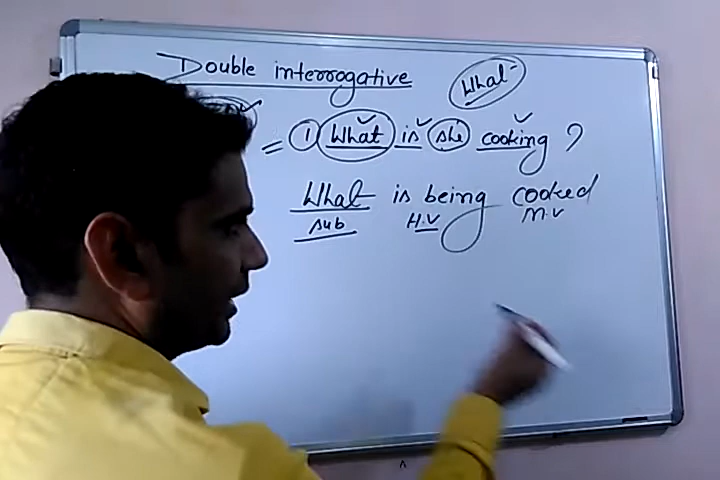 Double interrogative
What
= 1 What is she cooking ?
What is being cooked
sub H.V M.V